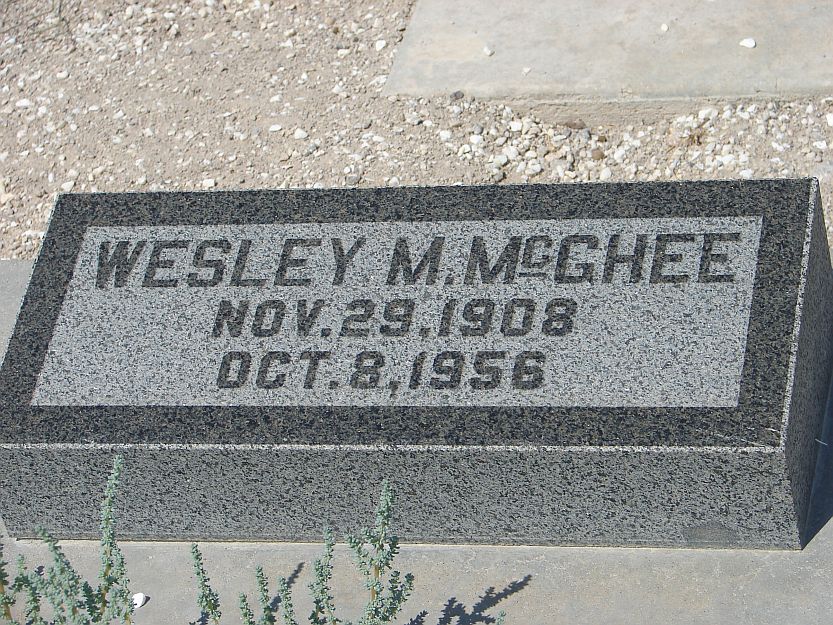 WESLEY M. McGHEE
NOV. 29, 1908
OCT. 8, 1956